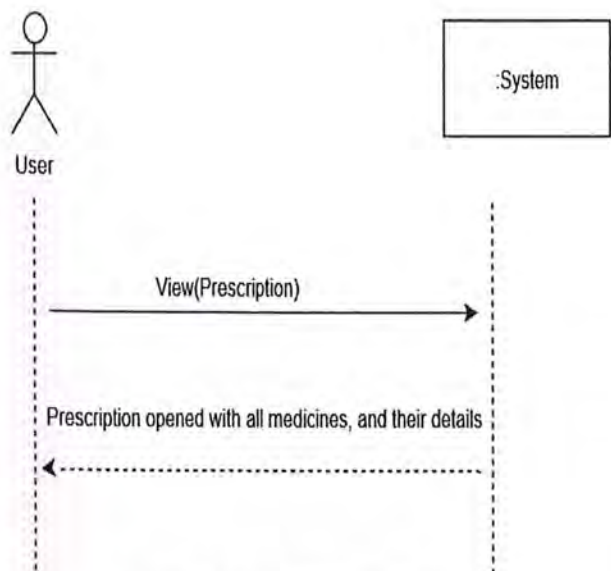 :System
User
View(Prescription)
Prescription opened with all medicines, and their details